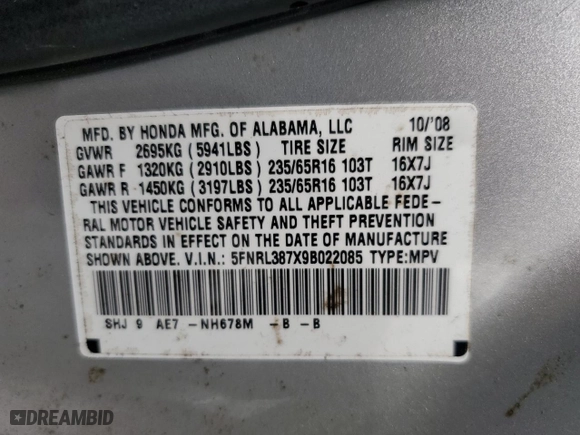 MFD. BY HONDA MFG. OF ALABAMA, LLC 10/'08
GVWR 2695KG (5941LBS) TIRE SIZE RIM SIZE
GAWR F 1320KG (2910LBS) 235/65R16 103T 16X7J
GAWR R 1450KG (3197LBS) 235/65R16 103T 16X7J
THIS VEHICLE CONFORMS TO ALL APPLICABLE FEDE-
RAL MOTOR VEHICLE SAFETY AND THEFT PREVENTION
STANDARDS IN EFFECT ON THE DATE OF MANUFACTURE
SHOWN ABOVE. V.I.N.: 5FNRL387X9B022085 TYPE:MPV
SHJ 9 AE7 -NH678M -B -B
DREAMBID